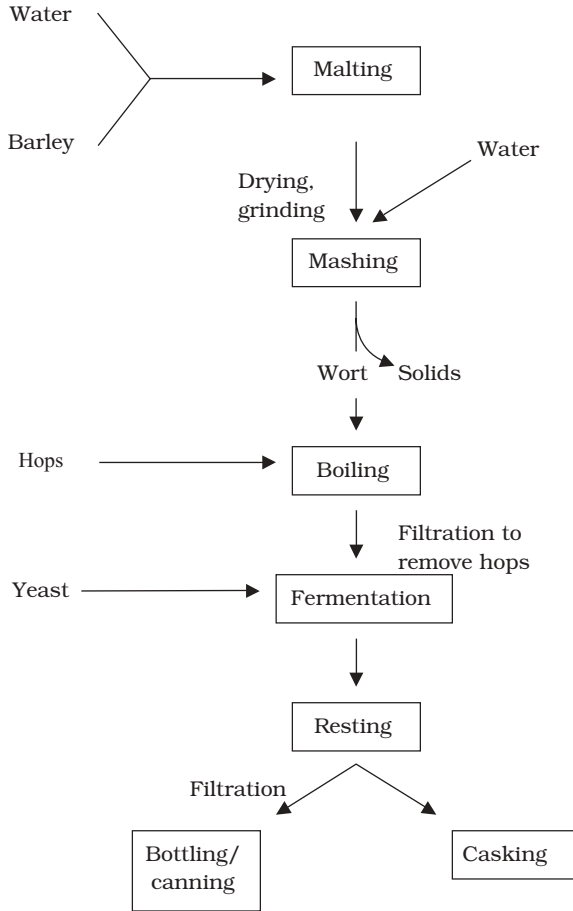 Water
Malting
Barley
Water
Drying,
grinding
Mashing
Wort Solids
Hops
Boiling
Filtration to
remove hops
Yeast
Fermentation
Resting
Filtration
Bottling/
canning
Casking